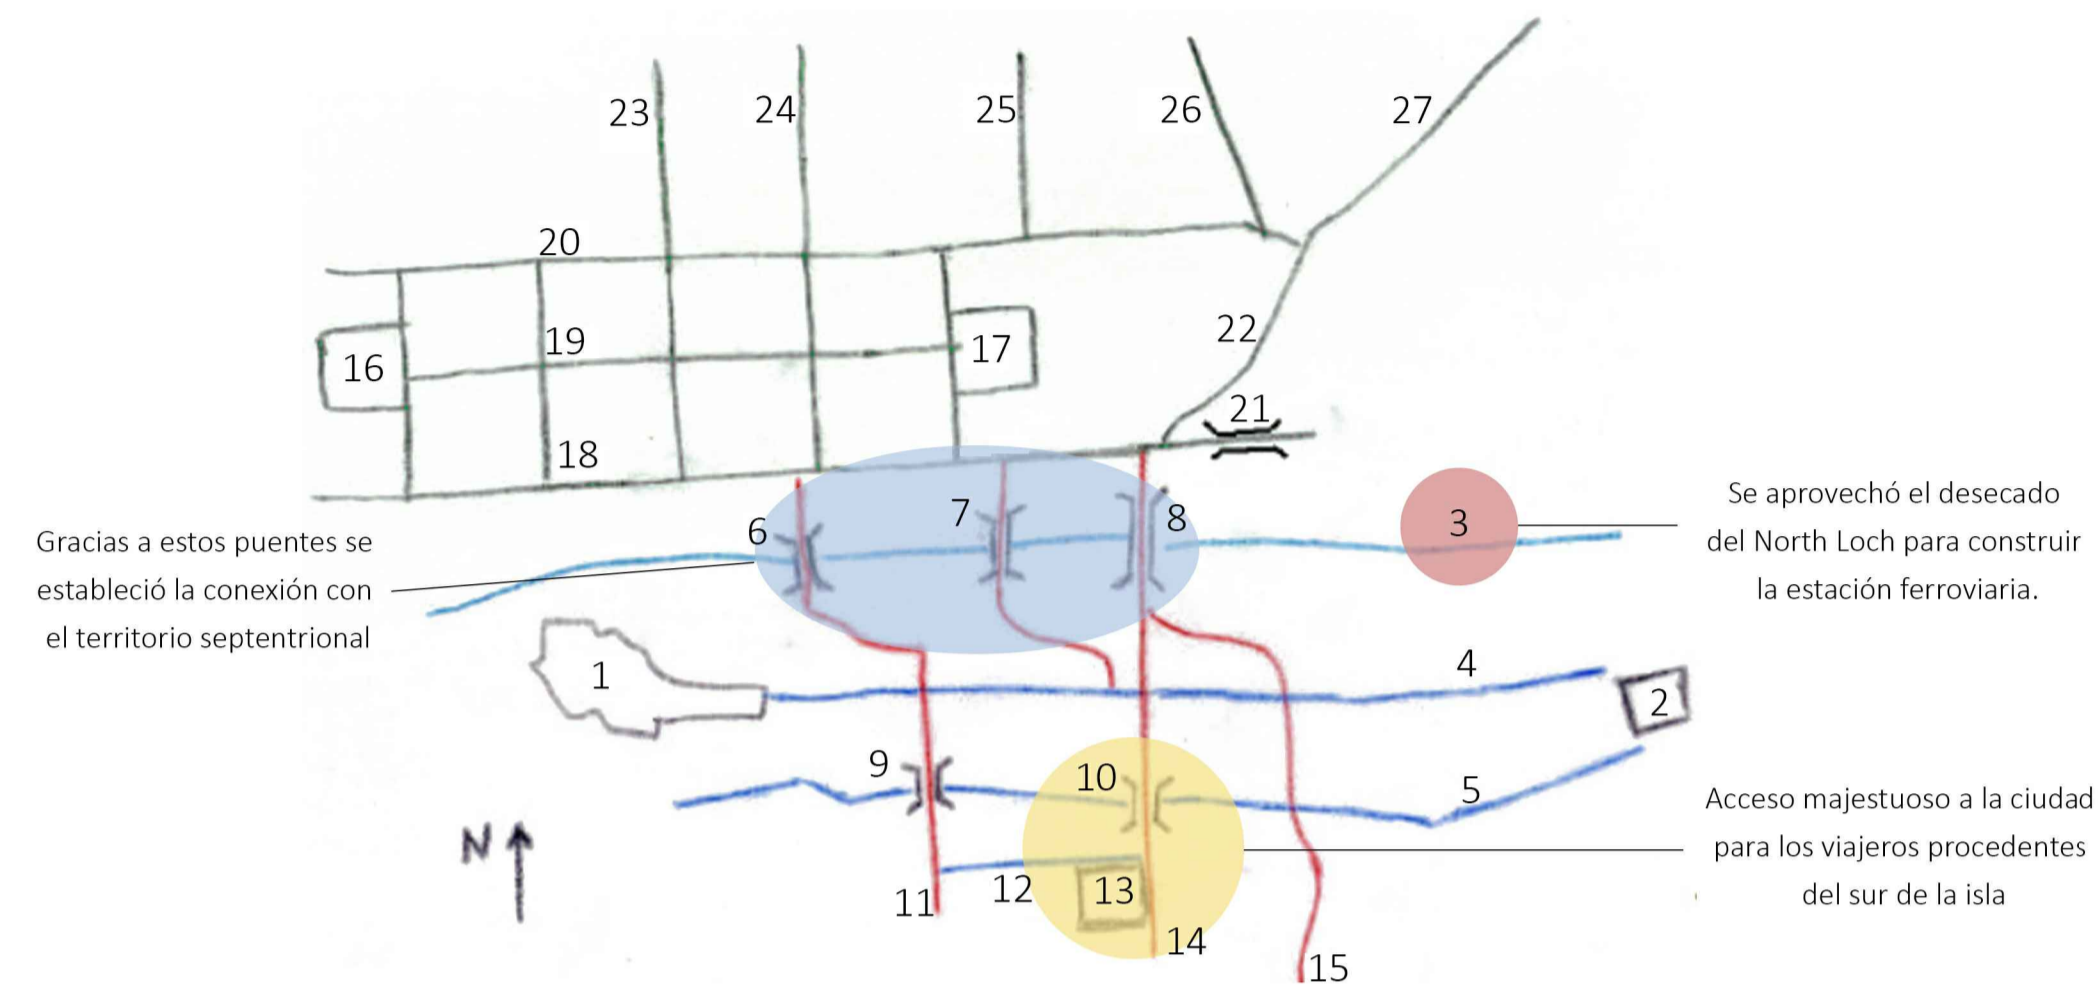 23
24
25
26
27
20
19
16
17
22
21
18
6
7
8
3
Gracias a estos puentes se
estableció la conexión con
el territorio septentrional
Se aprovechó el desecado
del North Loch para construir
la estación ferroviaria.
1
4
2
9
10
5
N
11
12
13
14
15
Acceso majestuoso a la ciudad
para los viajeros procedentes
del sur de la isla